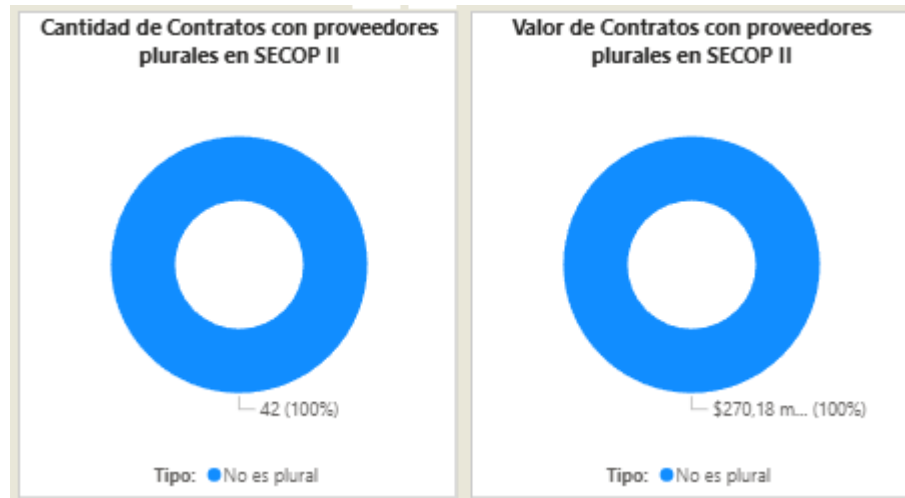 Cantidad de Contratos con proveedores
plurales en SECOP II
42 (100%)
Tipo: No es plural
Valor de Contratos con proveedores
plurales en SECOP II
$270,18 m... (100%)
Tipo: No es plural